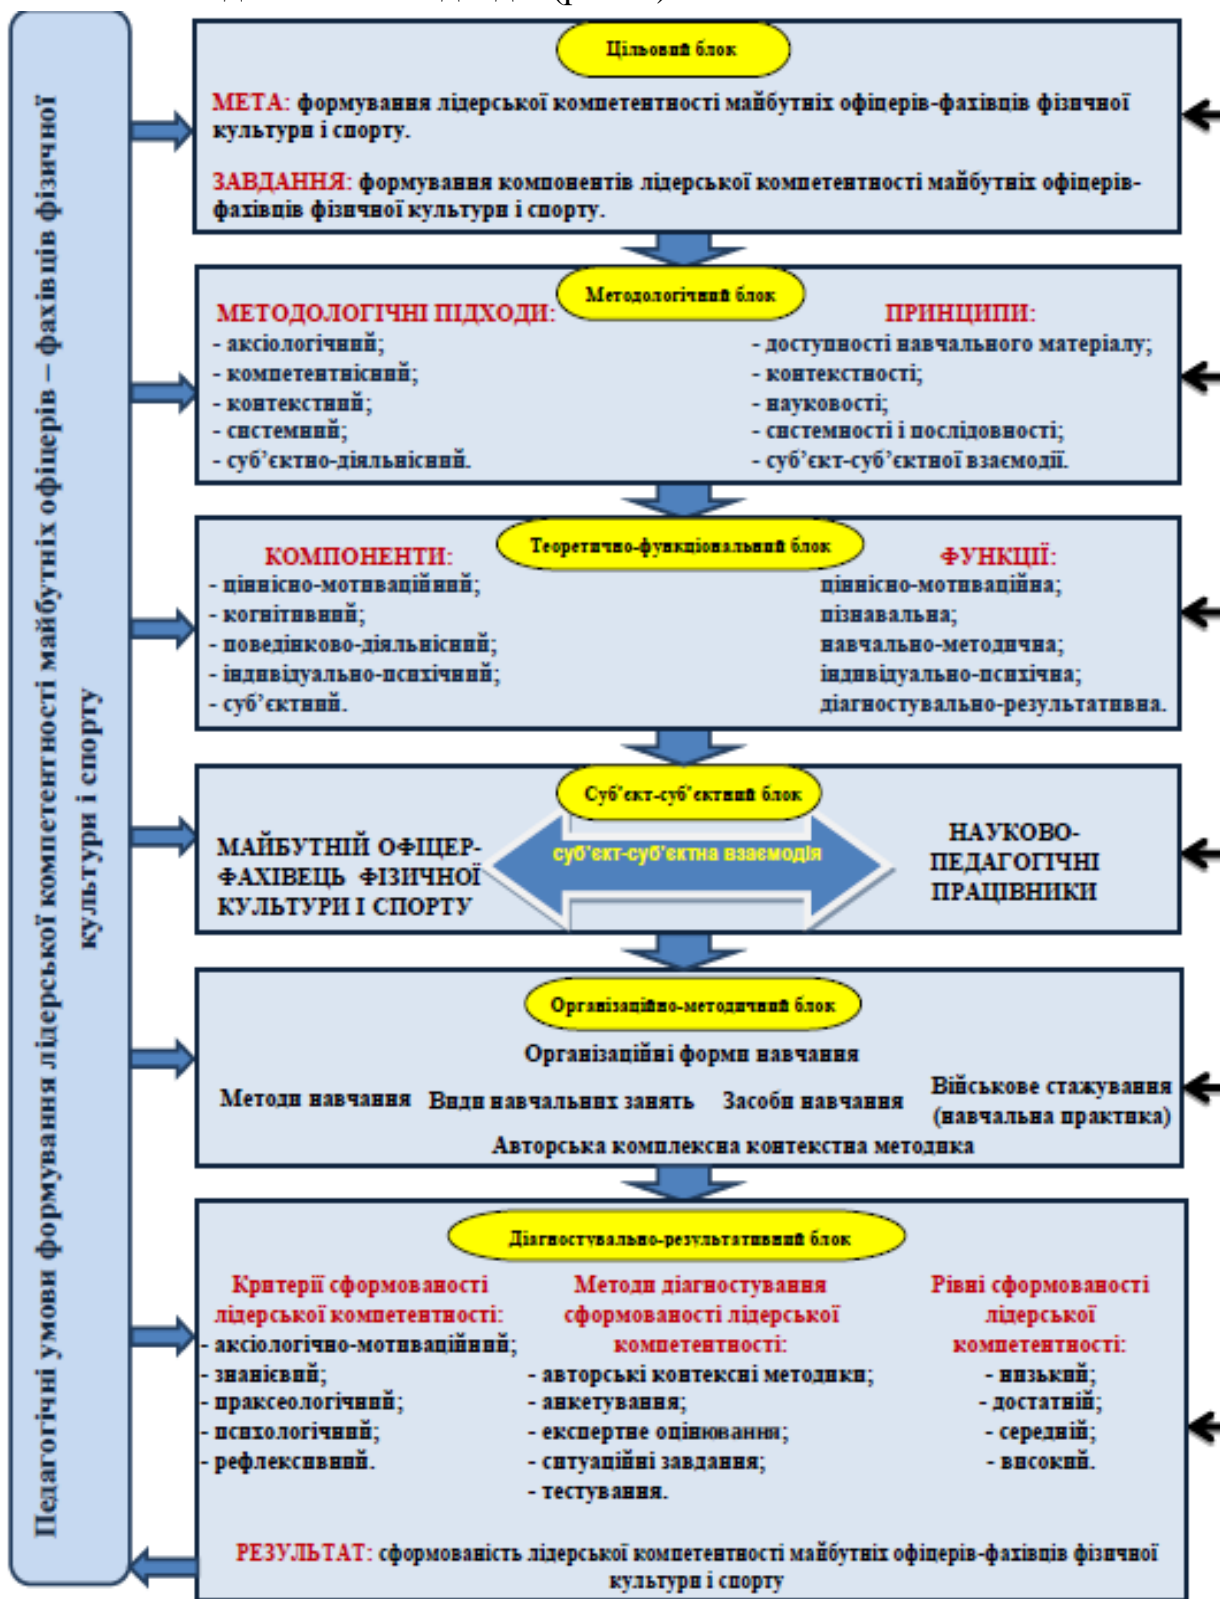 Педагогічні умови формування лідерської компетентності майбутніх офіцерів – фахівців фізичної
культури і спорту
Цільовий блок
МЕТА: формування лідерської компетентності майбутніх офіцерів-фахівців фізичної
культури і спорту.
ЗАВДАННЯ: формування компонентів лідерської компетентності майбутніх офіцерів-
фахівців фізичної культури і спорту.
Методологічний блок
МЕТОДОЛОГІЧНІ ПІДХОДИ:
- аксіологічний;
- компетентнісний;
- контекстний;
- системний;
- суб’єктно-діяльнісний.
ПРИНЦИПИ:
- доступності навчального матеріалу;
- контекстності;
- науковості;
- системності і послідовності;
- суб’єкт-суб’єктної взаємодії.
Теоретично-функціональний блок
КОМПОНЕНТИ:
- ціннісно-мотиваційний;
- когнітивний;
- поведінково-діяльнісний;
- індивідуально-психічний;
- суб’єктний.
ФУНКЦІЇ:
ціннісно-мотиваційна;
пізнавальна;
навчально-методична;
індивідуально-психічна;
діагностувально-результативна.
Суб’єкт-суб’єктний блок
МАЙБУТНІЙ ОФІЦЕР-
ФАХІВЕЦЬ ФІЗИЧНОЇ
КУЛЬТУРИ І СПОРТУ
суб’єкт-суб’єктна взаємодія
НАУКОВО-
ПЕДАГОГІЧНІ
ПРАЦІВНИКИ
Організаційно-методичний блок
Організаційні форми навчання
Методи навчання
Види навчальних занять
Засоби навчання
Військове стажування
(навчальна практика)
Авторська комплексна контекстна методика
Діагностувально-результативний блок
Критерії сформованості
лідерської компетентності:
- аксіологічно-мотиваційний;
- знанієвий;
- праксеологічний;
- психологічний;
- рефлексивний.
Методи діагностування
сформованості лідерської
компетентності:
- авторські контексні методики;
- анкетування;
- експертне оцінювання;
- ситуаційні завдання;
- тестування.
Рівні сформованості
лідерської
компетентності:
- низький;
- достатній;
- середній;
- високий.
РЕЗУЛЬТАТ: сформованість лідерської компетентності майбутніх офіцерів-фахівців фізичної
культури і спорту